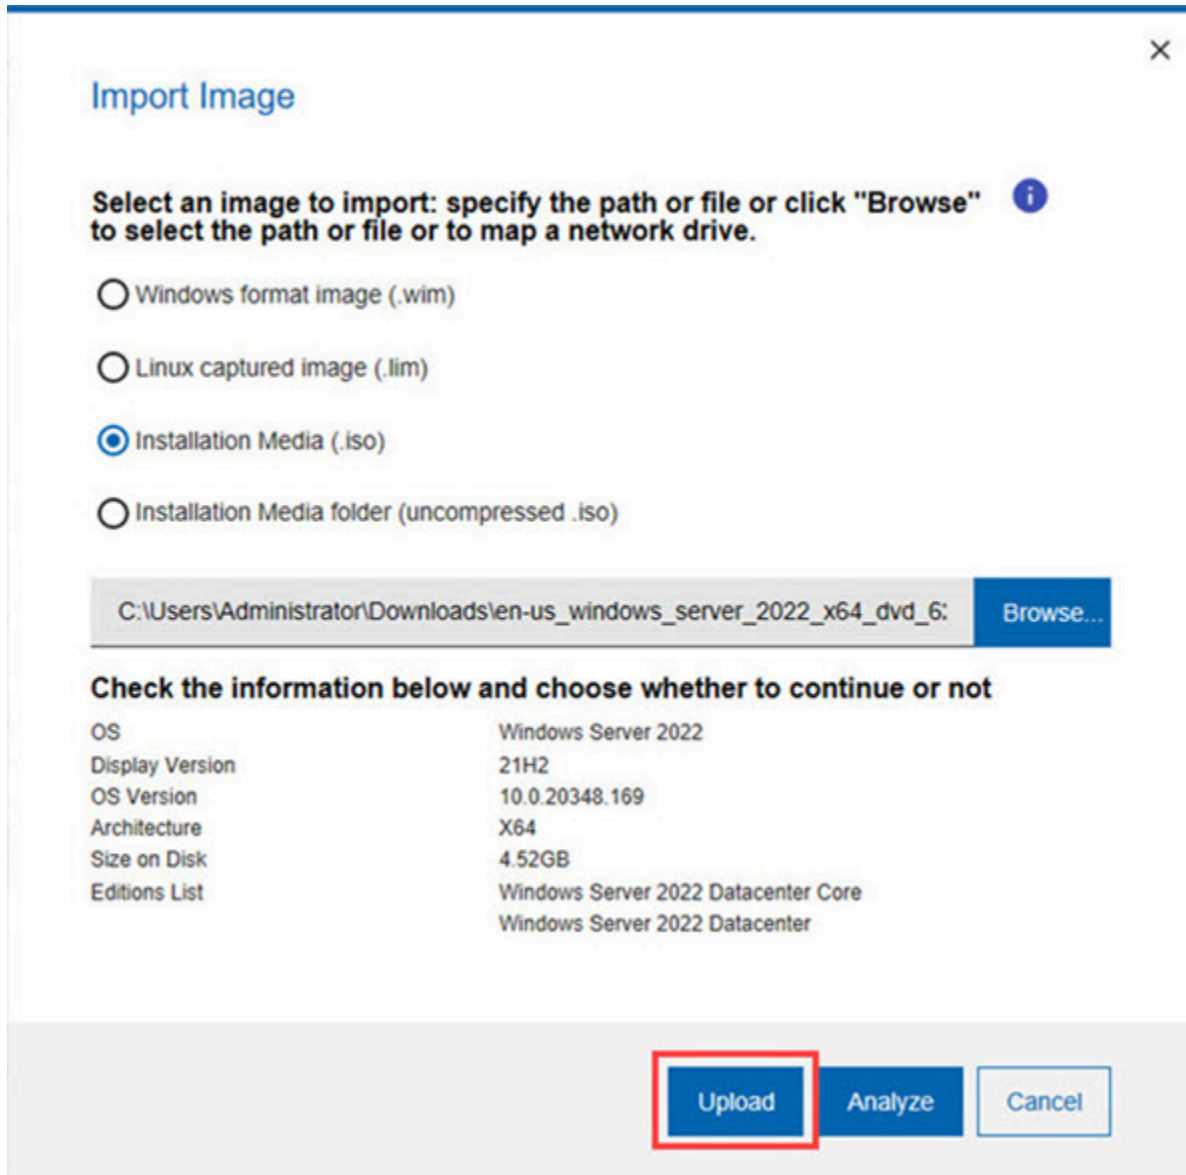 Import Image
Select an image to import: specify the path or file or click "Browse"
to select the path or file or to map a network drive.
Windows format image (.wim)
Linux captured image (.lim)
Installation Media (.iso)
Installation Media folder (uncompressed .iso)
C:\Users\Administrator\Downloads\en-us_windows_server_2022_x64_dvd_62
Browse...
Check the information below and choose whether to continue or not
OS Windows Server 2022
Display Version 21H2
OS Version 10.0.20348.169
Architecture X64
Size on Disk 4.52GB
Editions List Windows Server 2022 Datacenter Core
Windows Server 2022 Datacenter
Upload Analyze Cancel